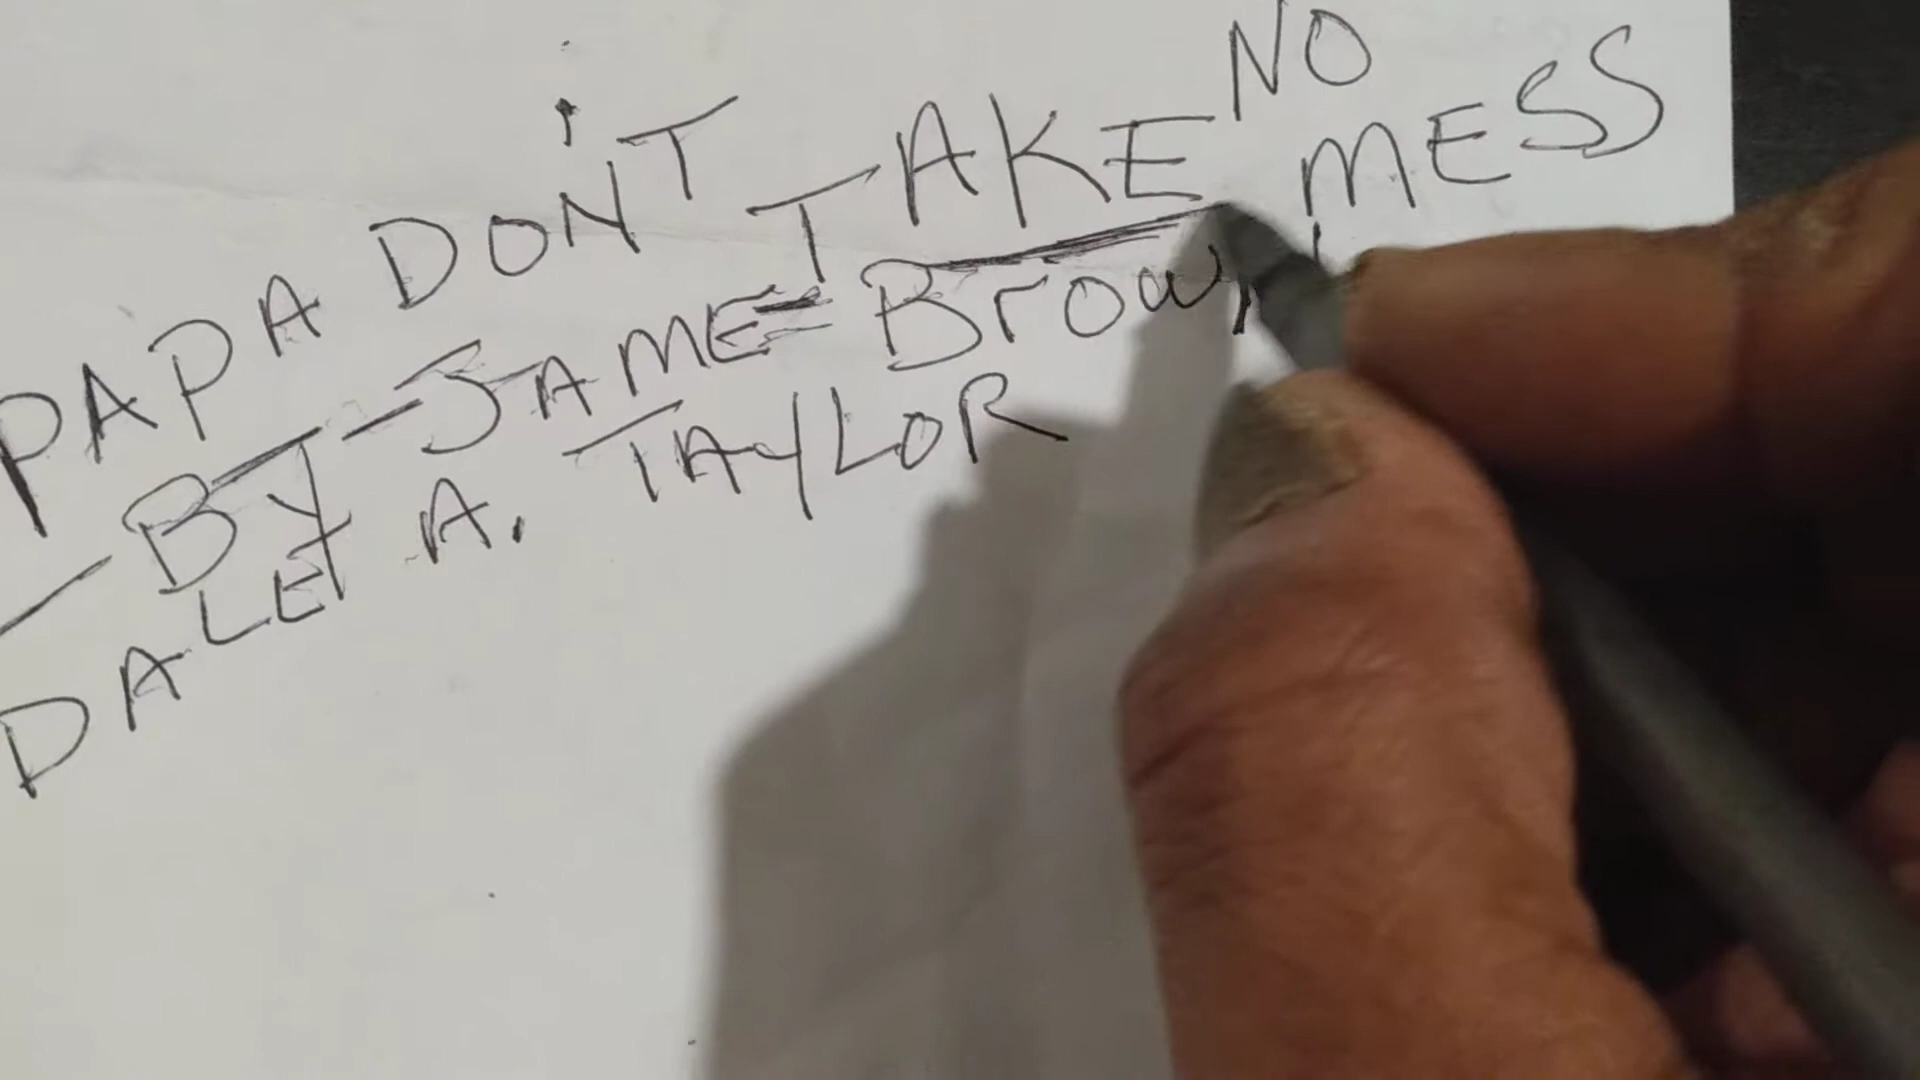 PAPA DON'T TAKE NO MESS
- BY - JAME= Brown
DALE A. TAYLOR